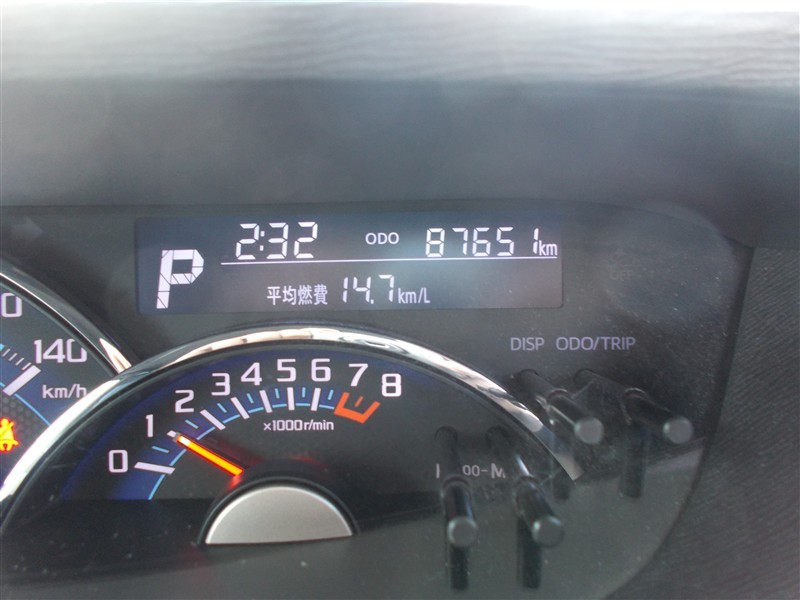 P 2:32 ODO 87651km
平均燃費 14.7km/L
DISP ODO/TRIP
140
km/h
0 1 2 3 4 5 6 7 8
×1000r/min